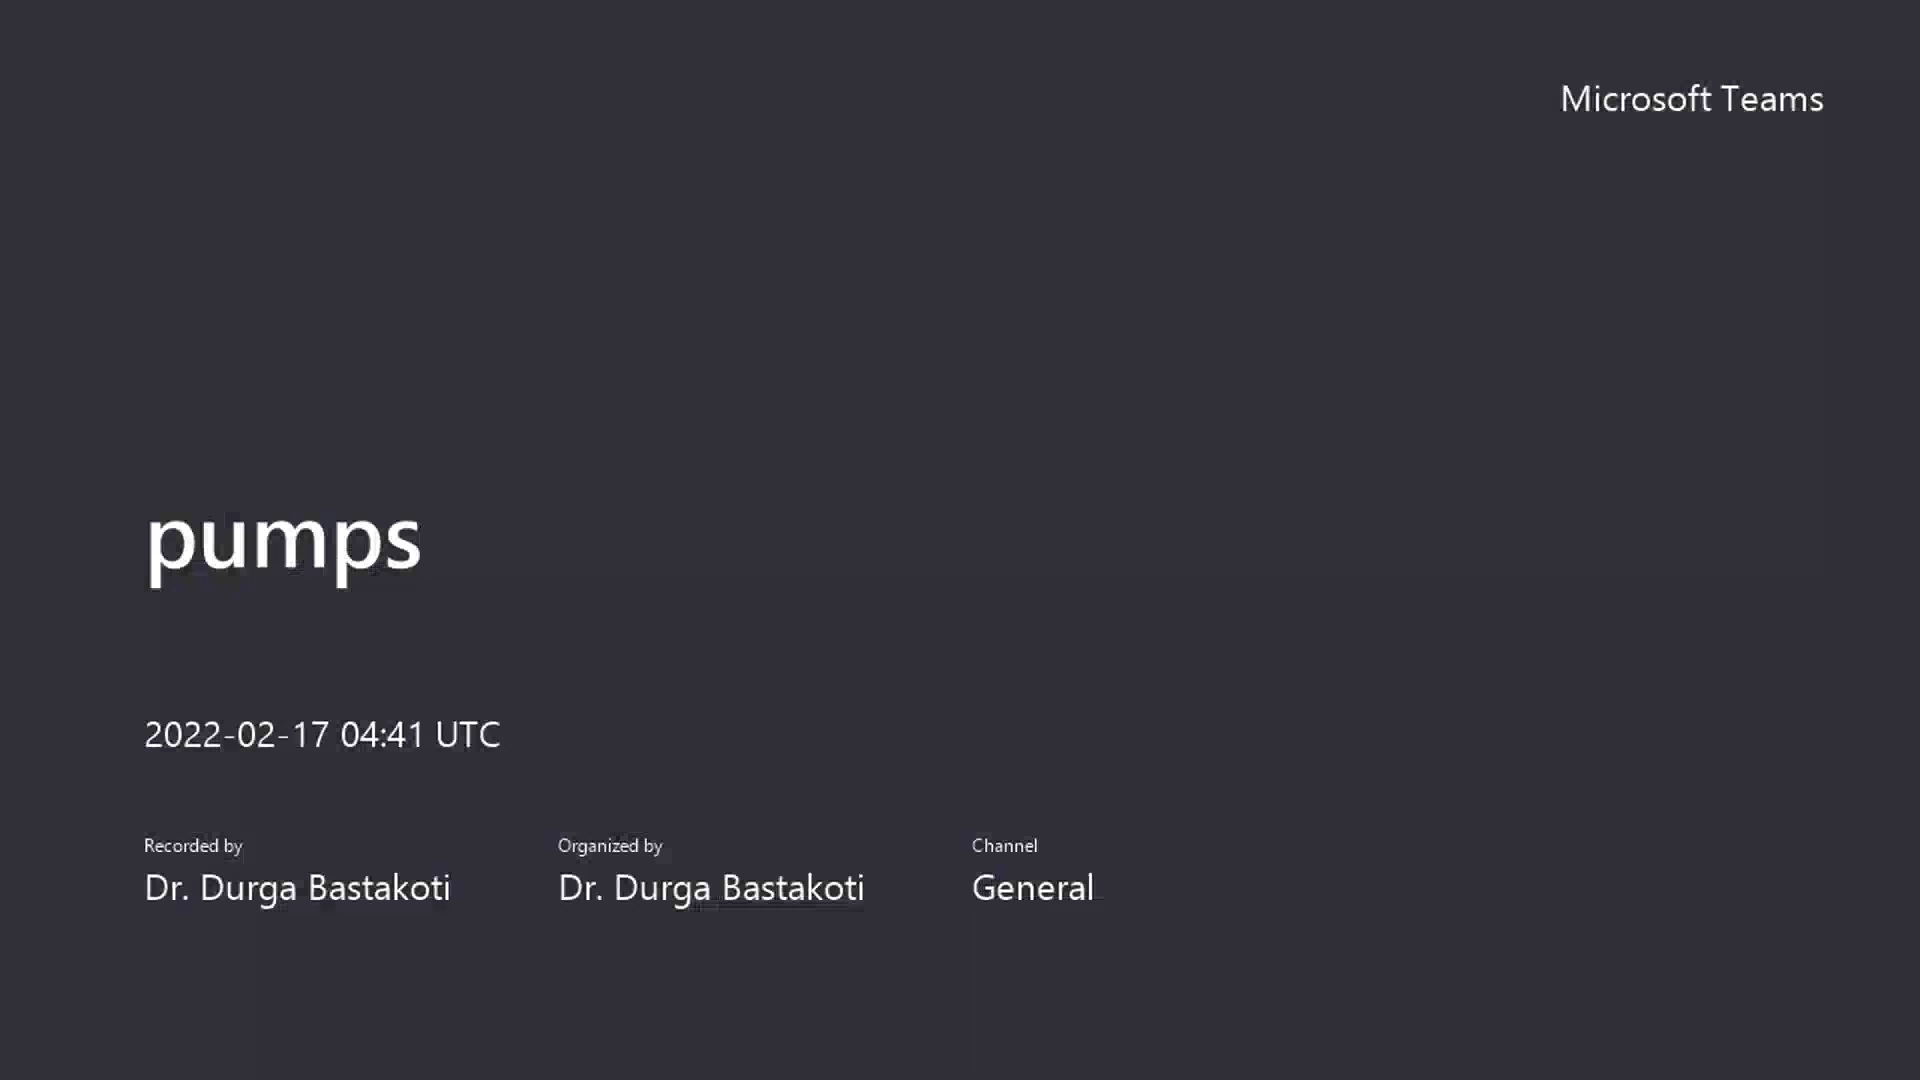 Microsoft Teams
pumps
2022-02-17 04:41 UTC
Recorded by
Dr. Durga Bastakoti
Organized by
Dr. Durga Bastakoti
Channel
General